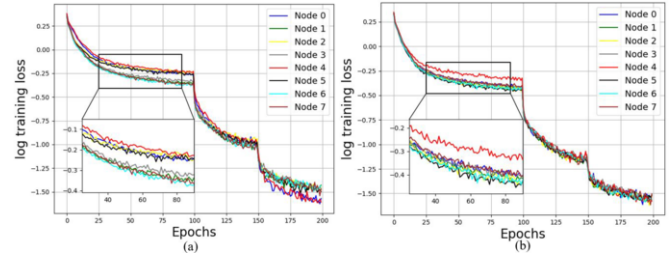 log training loss
0.25
0.00
−0.25
−0.50
−0.75
−1.00
−1.25
−1.50
0 25 50 75 100 125 150 175 200
Epochs
Node 0
Node 1
Node 2
Node 3
Node 4
Node 5
Node 6
Node 7
−0.1
−0.2
−0.3
−0.4
40 60 80
(a)
log training loss
0.25
0.00
−0.25
−0.50
−0.75
−1.00
−1.25
−1.50
0 25 50 75 100 125 150 175 200
Epochs
Node 0
Node 1
Node 2
Node 3
Node 4
Node 5
Node 6
Node 7
−0.2
−0.3
−0.4
40 60 80
(b)